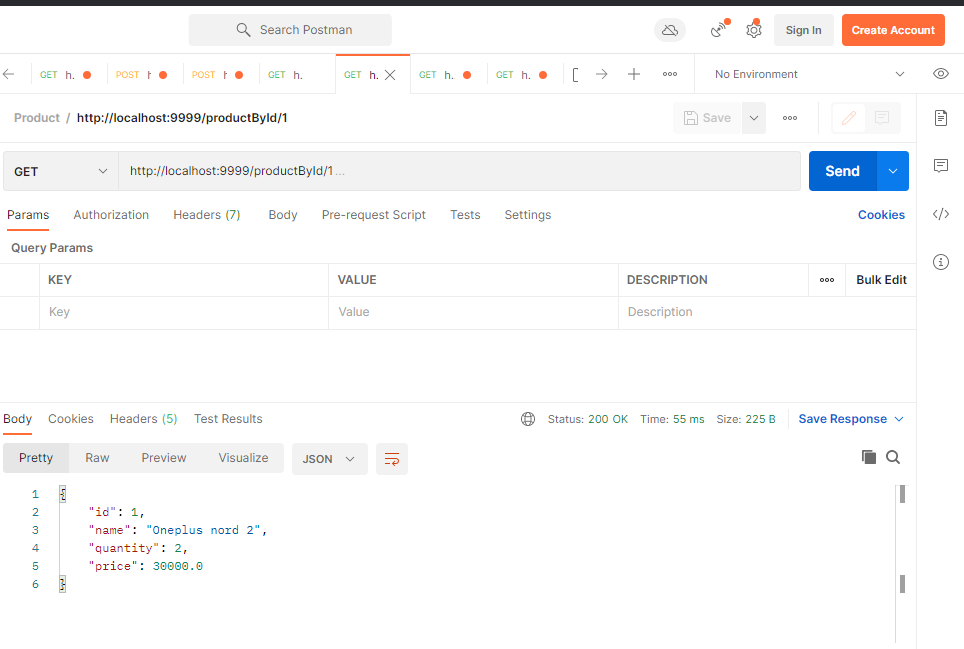 Search Postman
Sign In
Create Account
GET h.
POST h
POST h
GET h.
GET h.
GET h.
GET h.
No Environment
Product / http://localhost:9999/productById/1
Save
GET
http://localhost:9999/productById/1 ...
Send
Params Authorization Headers (7) Body Pre-request Script Tests Settings Cookies
Query Params
KEY VALUE DESCRIPTION Bulk Edit
Key Value Description
Body Cookies Headers (5) Test Results Status: 200 OK Time: 55 ms Size: 225 B Save Response
Pretty Raw Preview Visualize JSON
1 {
2 "id": 1,
3 "name": "Oneplus nord 2",
4 "quantity": 2,
5 "price": 30000.0
6 }